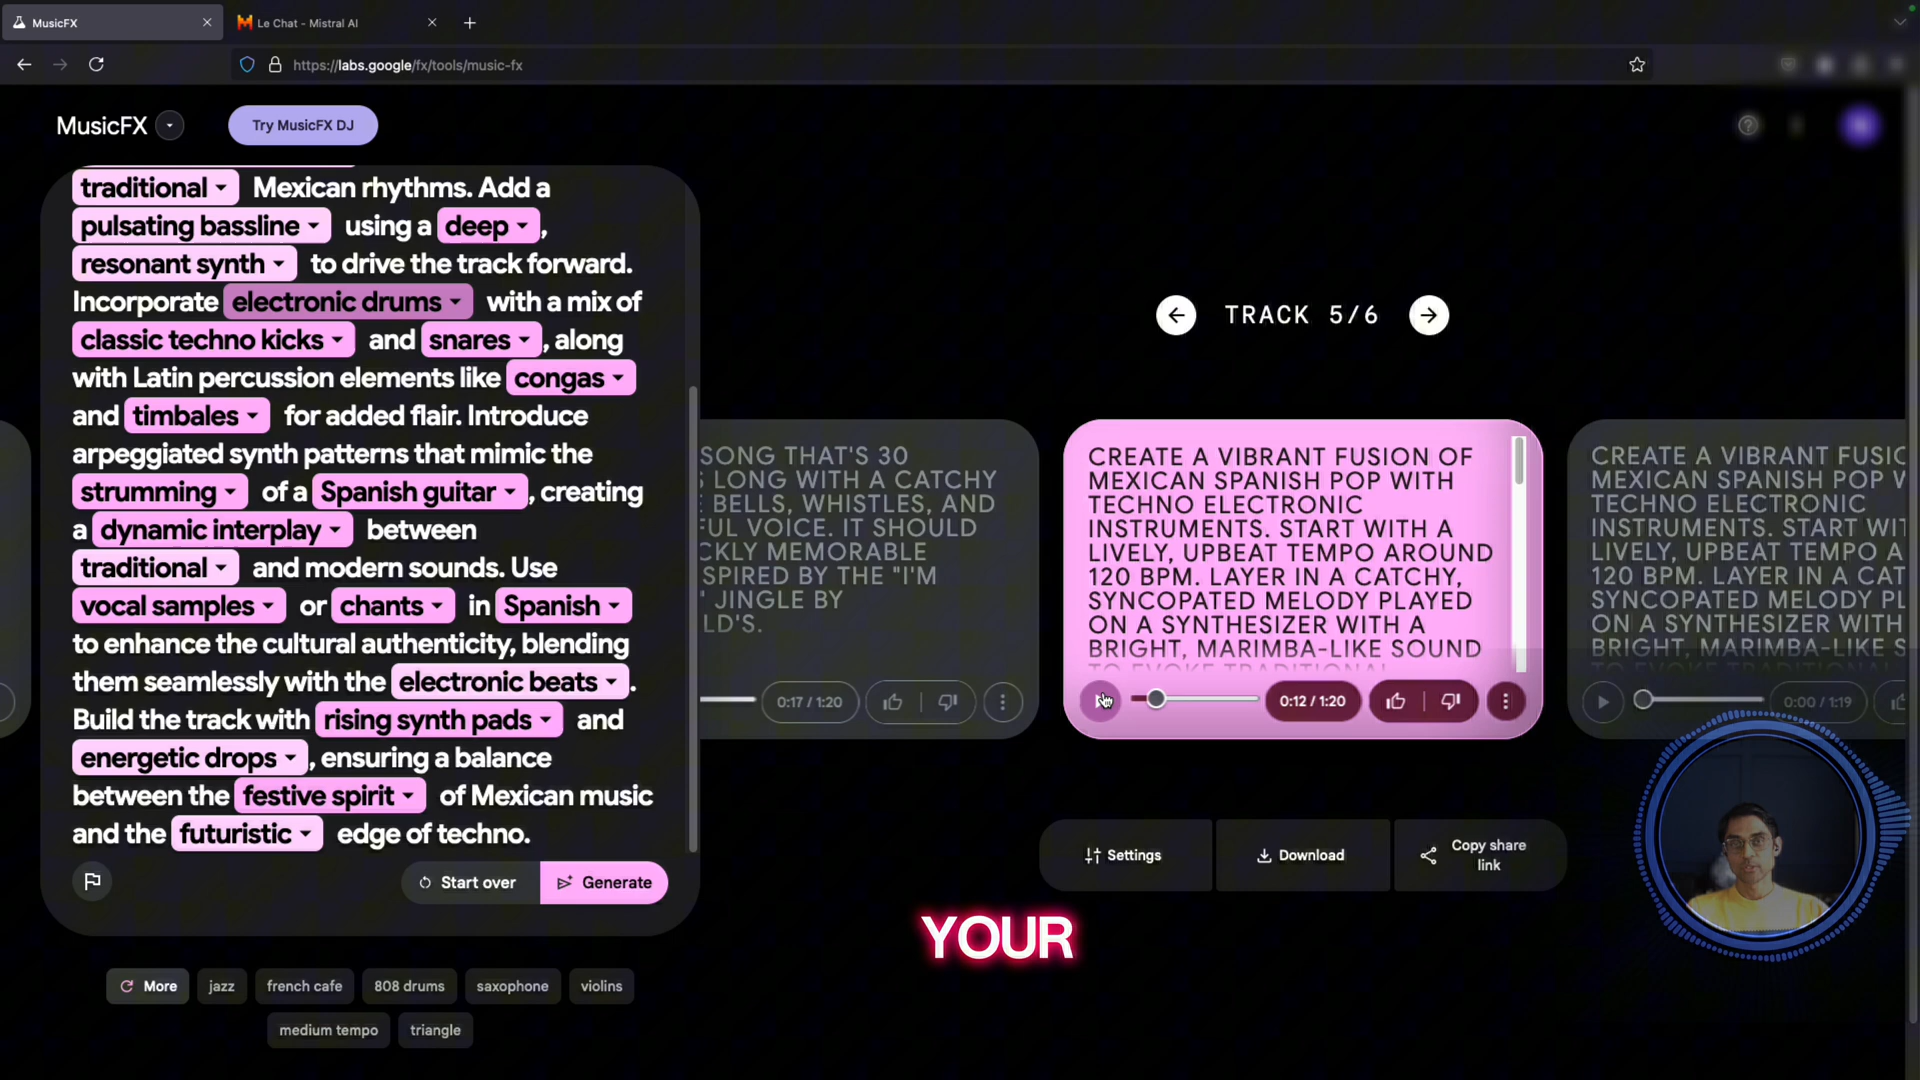 MusicFX
Le Chat - Mistral AI
https://labs.google/fx/tools/music-fx
MusicFX
Try MusicFX DJ
traditional Mexican rhythms. Add a
pulsating bassline using a deep,
resonant synth to drive the track forward.
Incorporate electronic drums with a mix of
classic techno kicks and snares, along
with Latin percussion elements like congas
and timbales for added flair. Introduce
arpeggiated synth patterns that mimic the
strumming of a Spanish guitar, creating
a dynamic interplay between
traditional and modern sounds. Use
vocal samples or chants in Spanish
to enhance the cultural authenticity, blending
them seamlessly with the electronic beats.
Build the track with rising synth pads and
energetic drops, ensuring a balance
between the festive spirit of Mexican music
and the futuristic edge of techno.
Start over
Generate
More
jazz
french cafe
808 drums
saxophone
violins
medium tempo
triangle
TRACK 5/6
SONG THAT'S 30
LONG WITH A CATCHY
BELLS, WHISTLES, AND
FUL VOICE. IT SHOULD
CKLY MEMORABLE
SPIRED BY THE "I'M
" JINGLE BY
LD'S.
0:17 / 1:20
CREATE A VIBRANT FUSION OF
MEXICAN SPANISH POP WITH
TECHNO ELECTRONIC
INSTRUMENTS. START WITH A
LIVELY, UPBEAT TEMPO AROUND
120 BPM. LAYER IN A CATCHY,
SYNCOPATED MELODY PLAYED
ON A SYNTHESIZER WITH A
BRIGHT, MARIMBA-LIKE SOUND
TO EVOKE TRADITIONAL
0:12 / 1:20
CREATE A VIBRANT FUSIO
MEXICAN SPANISH POP W
TECHNO ELECTRONIC
INSTRUMENTS. START WIT
LIVELY, UPBEAT TEMPO A
120 BPM. LAYER IN A CAT
SYNCOPATED MELODY PL
ON A SYNTHESIZER WITH
BRIGHT, MARIMBA-LIKE S
0:00 / 1:19
Settings
Download
Copy share
link
YOUR